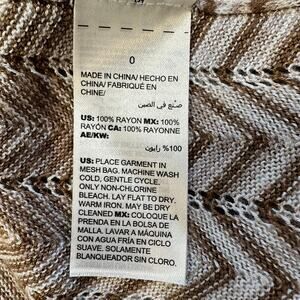 0
MADE IN CHINA/ HECHO EN
CHINA/ FABRIQUÉ EN
CHINE/
صنع في الصين
US: 100% RAYON MX: 100%
RAYÓN CA: 100% RAYONNE
AE/KW:
%100 رايون
US: PLACE GARMENT IN
MESH BAG. MACHINE WASH
COLD, GENTLE CYCLE.
ONLY NON-CHLORINE
BLEACH. LAY FLAT TO DRY.
WARM IRON. MAY BE DRY
CLEANED MX: COLOQUE LA
PRENDA EN LA BOLSA DE
MALLA. LAVAR A MÁQUINA
CON AGUA FRÍA EN CICLO
SUAVE. SOLAMENTE
BLANQUEADOR SIN CLORO.